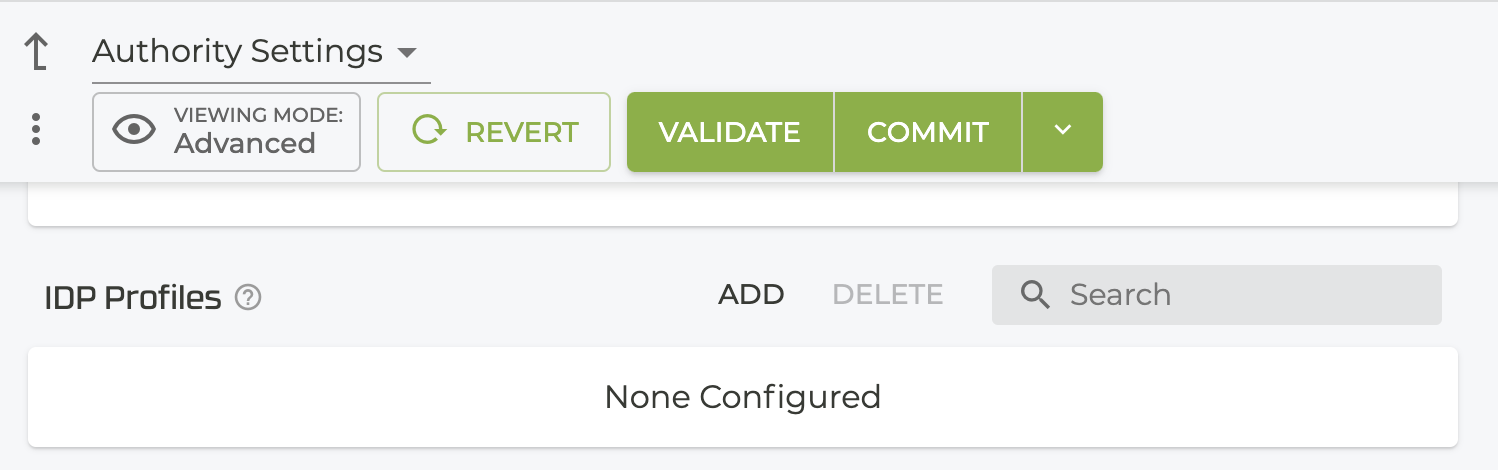 Authority Settings
VIEWING MODE:
Advanced
REVERT
VALIDATE
COMMIT
IDP Profiles
ADD
DELETE
Search
None Configured